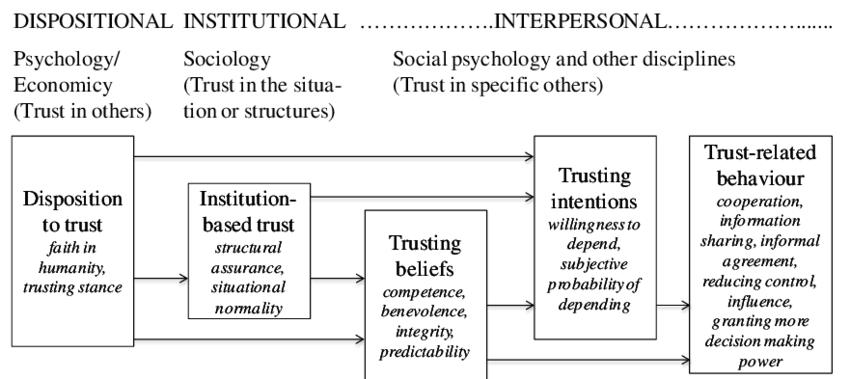 DISPOSITIONAL INSTITUTIONAL ………………….INTERPERSONAL…………………......
Psychology/
Economicy
(Trust in others)
Sociology
(Trust in the situa-
tion or structures)
Social psychology and other disciplines
(Trust in specific others)
Disposition
to trust
faith in
humanity,
trusting stance
Institution-
based trust
structural
assurance,
situational
normality
Trusting
beliefs
competence,
benevolence,
integrity,
predictability
Trusting
intentions
willingness to
depend,
subjective
probability of
depending
Trust-related
behaviour
cooperation,
information
sharing, informal
agreement,
reducing control,
influence,
granting more
decision making
power